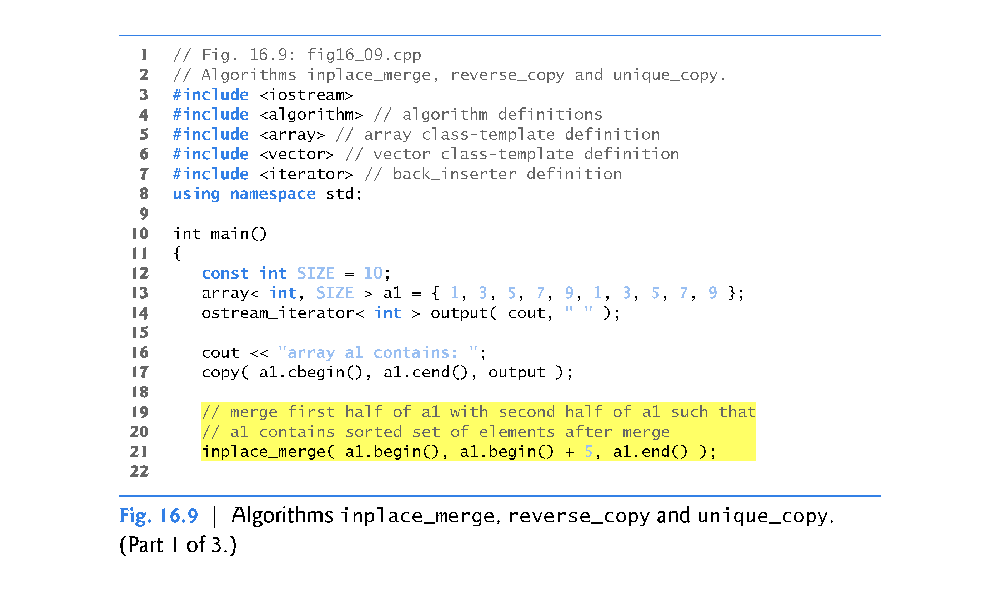 1 // Fig. 16.9: fig16_09.cpp
2 // Algorithms inplace_merge, reverse_copy and unique_copy.
3 #include <iostream>
4 #include <algorithm> // algorithm definitions
5 #include <array> // array class-template definition
6 #include <vector> // vector class-template definition
7 #include <iterator> // back_inserter definition
8 using namespace std;
9
10 int main()
11 {
12 const int SIZE = 10;
13 array< int, SIZE > a1 = { 1, 3, 5, 7, 9, 1, 3, 5, 7, 9 };
14 ostream_iterator< int > output( cout, " " );
15
16 cout << "array a1 contains: ";
17 copy( a1.cbegin(), a1.cend(), output );
18
19 // merge first half of a1 with second half of a1 such that
20 // a1 contains sorted set of elements after merge
21 inplace_merge( a1.begin(), a1.begin() + 5, a1.end() );
22
Fig. 16.9 | Algorithms inplace_merge, reverse_copy and unique_copy.
(Part 1 of 3.)